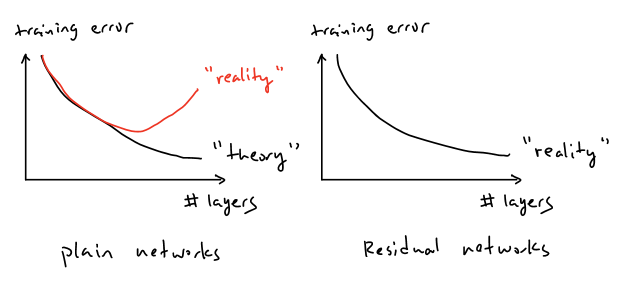 training error
"reality"
"theory"
# layers
plain networks
training error
"reality"
# layers
Residual networks